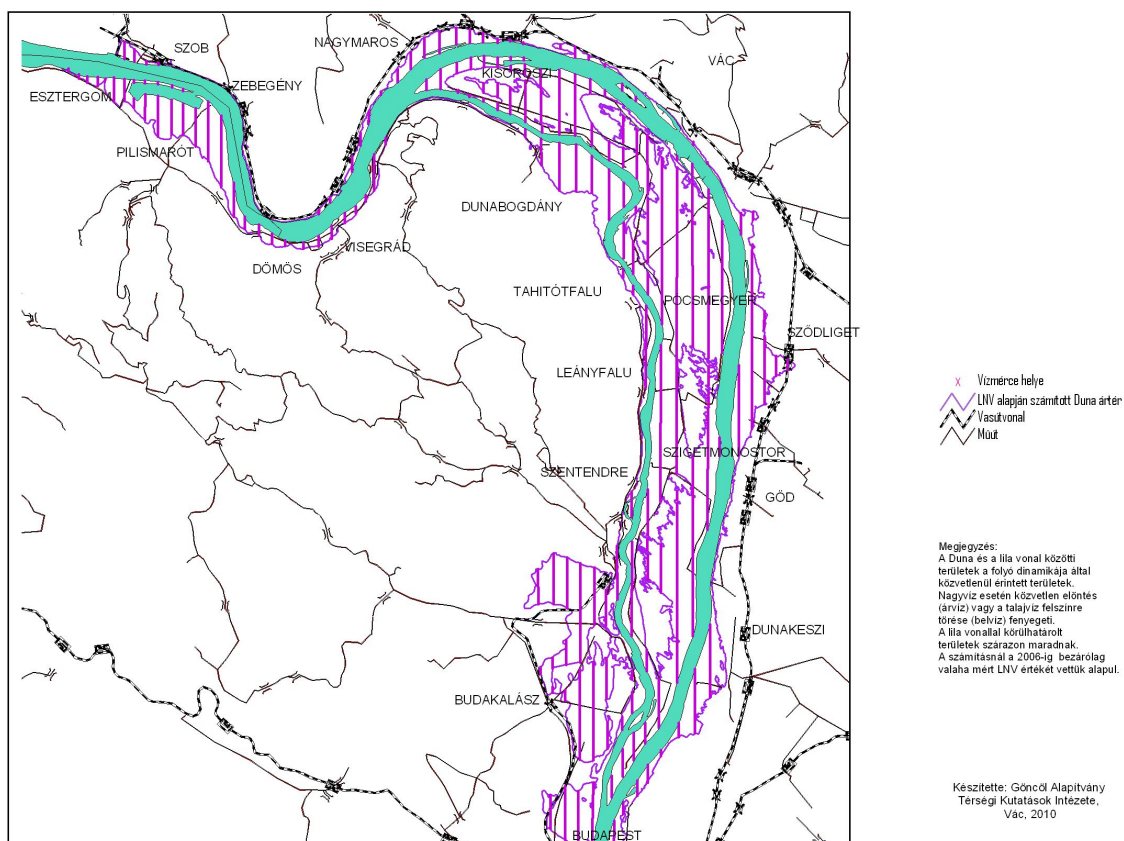 SZOB
NAGYMAROS
VÁC
KISOROSZI
ZEBEGÉNY
ESZTERGOM
PILISMARÓT
DUNABOGDÁNY
VISEGRÁD
DÖMÖS
TAHITÓTFALU
PÓCSMEGYER
SZŐDLIGET
LEÁNYFALU
SZIGETMONOSTOR
SZENTENDRE
GÖD
DUNAKESZI
BUDAKALÁSZ
BUDAPEST
x Vízmérce helye
LNV alapján számított Duna ártér
Vasútvonal
Műút
Megjegyzés:
A Duna és a lila vonal közötti
területek a folyó dinamikája által
közvetlenül érintett területek.
Nagyvíz esetén közvetlen elöntés
(árvíz) vagy a talajvíz felszínre
törése (belvíz) fenyegeti.
A lila vonallal körülhatárolt
területek szárazon maradnak.
A számításnál a 2006-ig bezárólag
valaha mért LNV értékét vettük alapul.
Készítette: Göncöl Alapítvány
Térségi Kutatások Intézete,
Vác, 2010